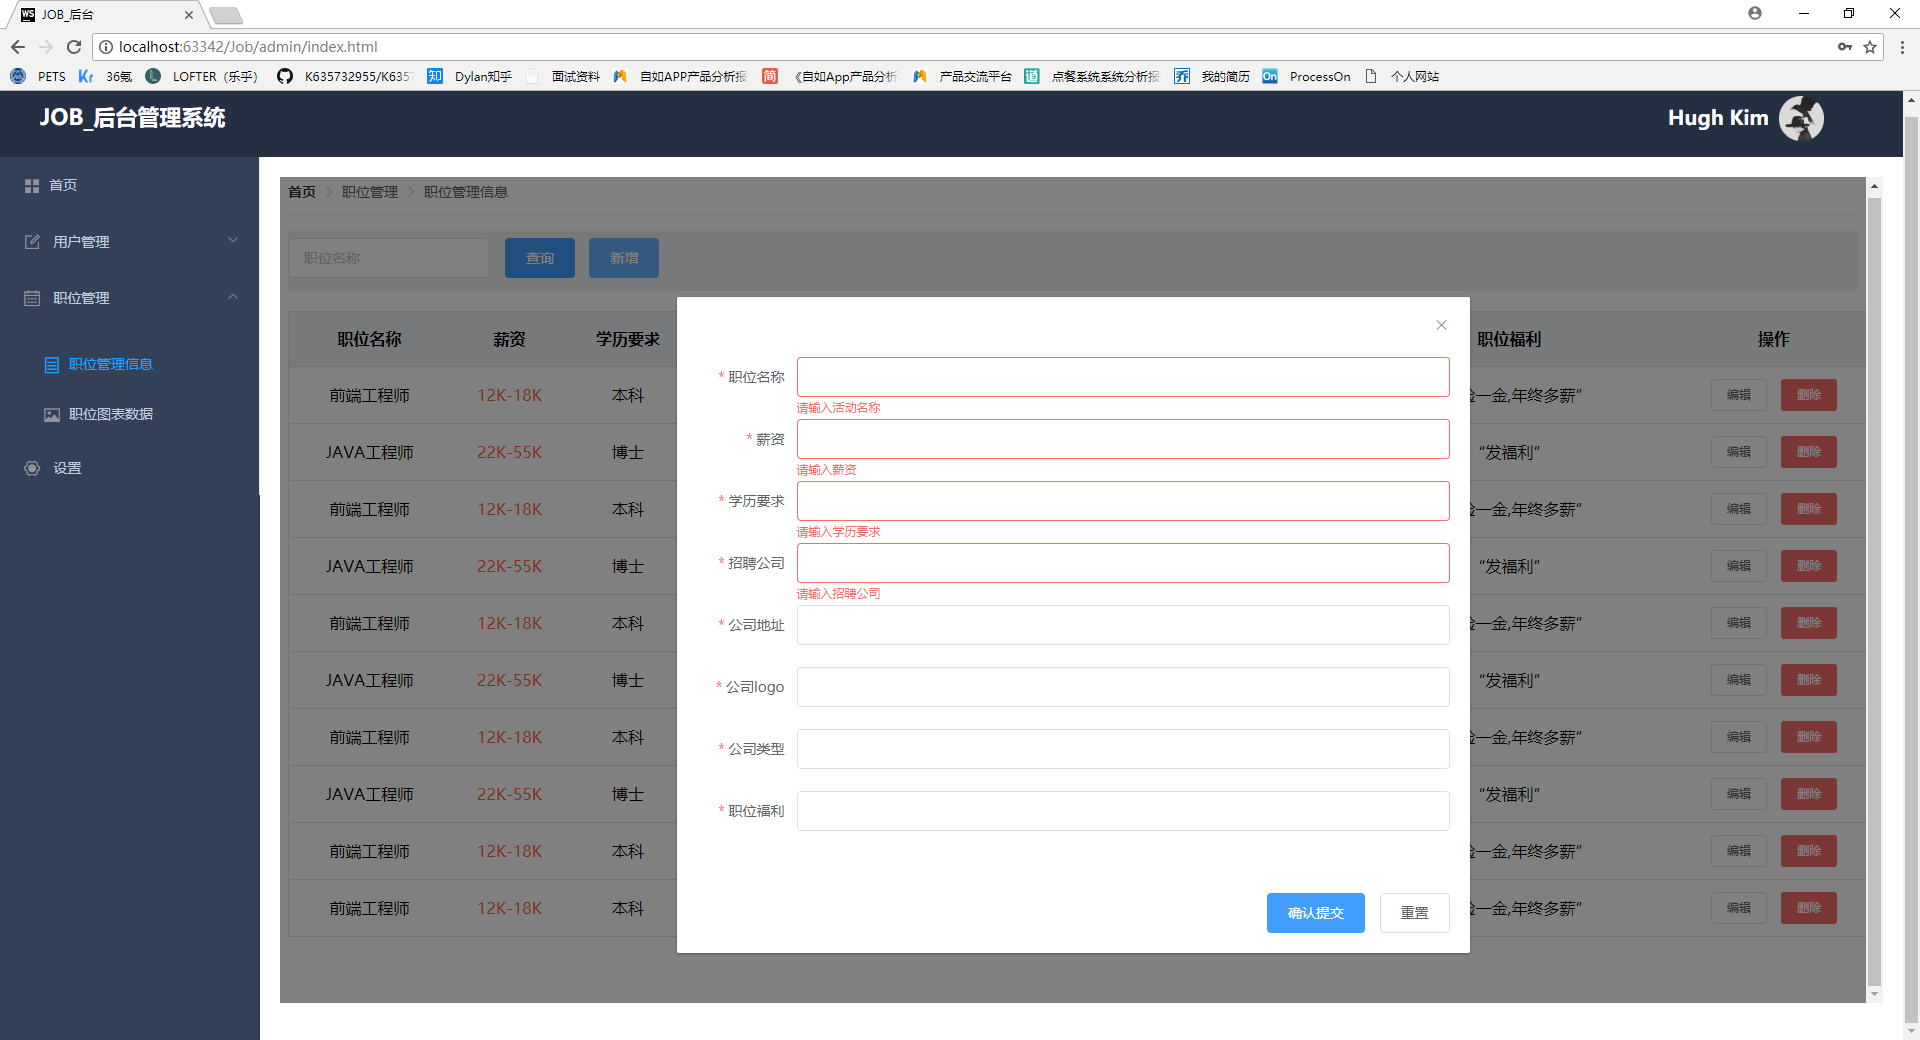 JOB_后台
localhost:63342/Job/admin/index.html
PETS
Kr 36氪
LOFTER（乐乎）
K635732955/K635
知 Dylan知乎
面试资料
自如APP产品分析报
简 《自如App产品分析
产品交流平台
道 点餐系统系统分析报
乔 我的简历
On ProcessOn
个人网站
JOB_后台管理系统
Hugh Kim
首页
用户管理
职位管理
职位管理信息
职位图表数据
设置
首页 > 职位管理 > 职位管理信息
职位名称 查询 新增
职位名称 薪资 学历要求 职位福利 操作
前端工程师 12K-18K 本科 一金,年终多薪” 编辑 删除
JAVA工程师 22K-55K 博士 “发福利” 编辑 删除
前端工程师 12K-18K 本科 一金,年终多薪” 编辑 删除
JAVA工程师 22K-55K 博士 “发福利” 编辑 删除
前端工程师 12K-18K 本科 一金,年终多薪” 编辑 删除
JAVA工程师 22K-55K 博士 “发福利” 编辑 删除
前端工程师 12K-18K 本科 一金,年终多薪” 编辑 删除
JAVA工程师 22K-55K 博士 “发福利” 编辑 删除
前端工程师 12K-18K 本科 一金,年终多薪” 编辑 删除
前端工程师 12K-18K 本科 一金,年终多薪” 编辑 删除
* 职位名称
请输入活动名称
* 薪资
请输入薪资
* 学历要求
请输入学历要求
* 招聘公司
请输入招聘公司
* 公司地址
* 公司logo
* 公司类型
* 职位福利
确认提交 重置